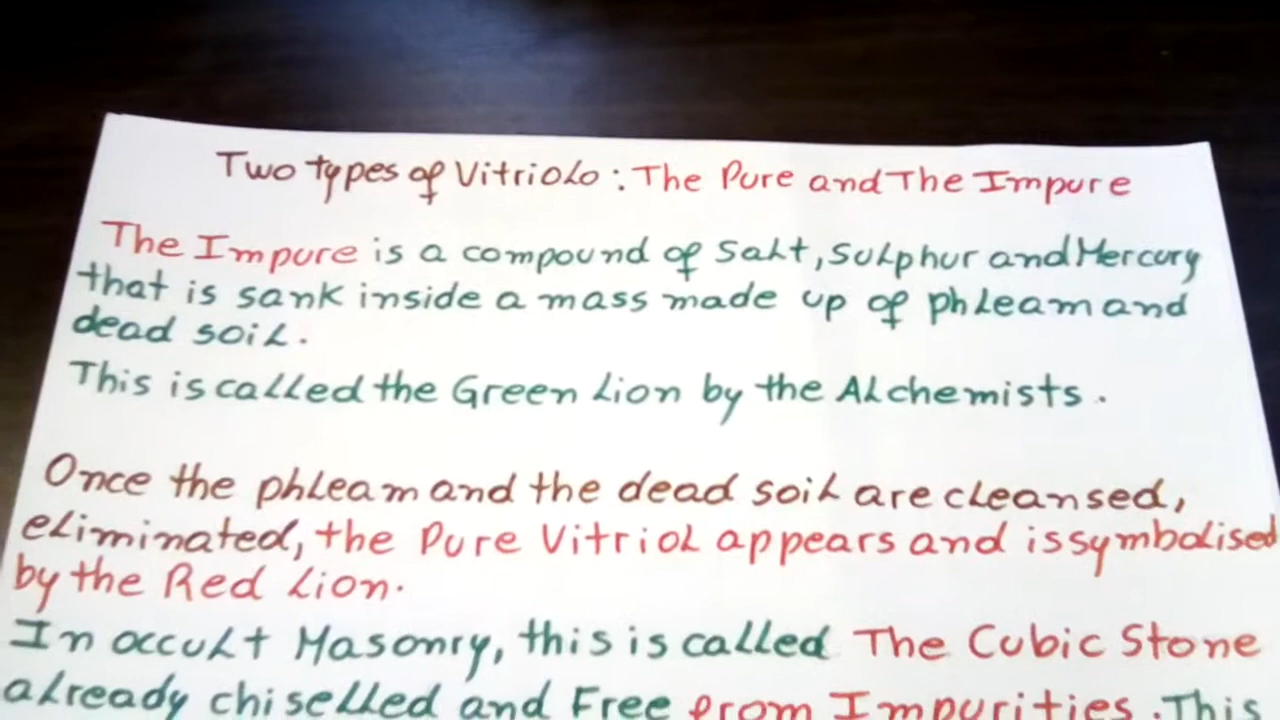 Two types of Vitriolo: The Pure and The Impure
The Impure is a compound of Salt, Sulphur and Mercury
that is sank inside a mass made up of phleam and
dead soil.
This is called the Green Lion by the Alchemists.
Once the phleam and the dead soil are cleansed,
eliminated, the Pure Vitriol appears and is symbolised
by the Red Lion.
In occult Masonry, this is called The Cubic Stone
already chiselled and Free from Impurities. This